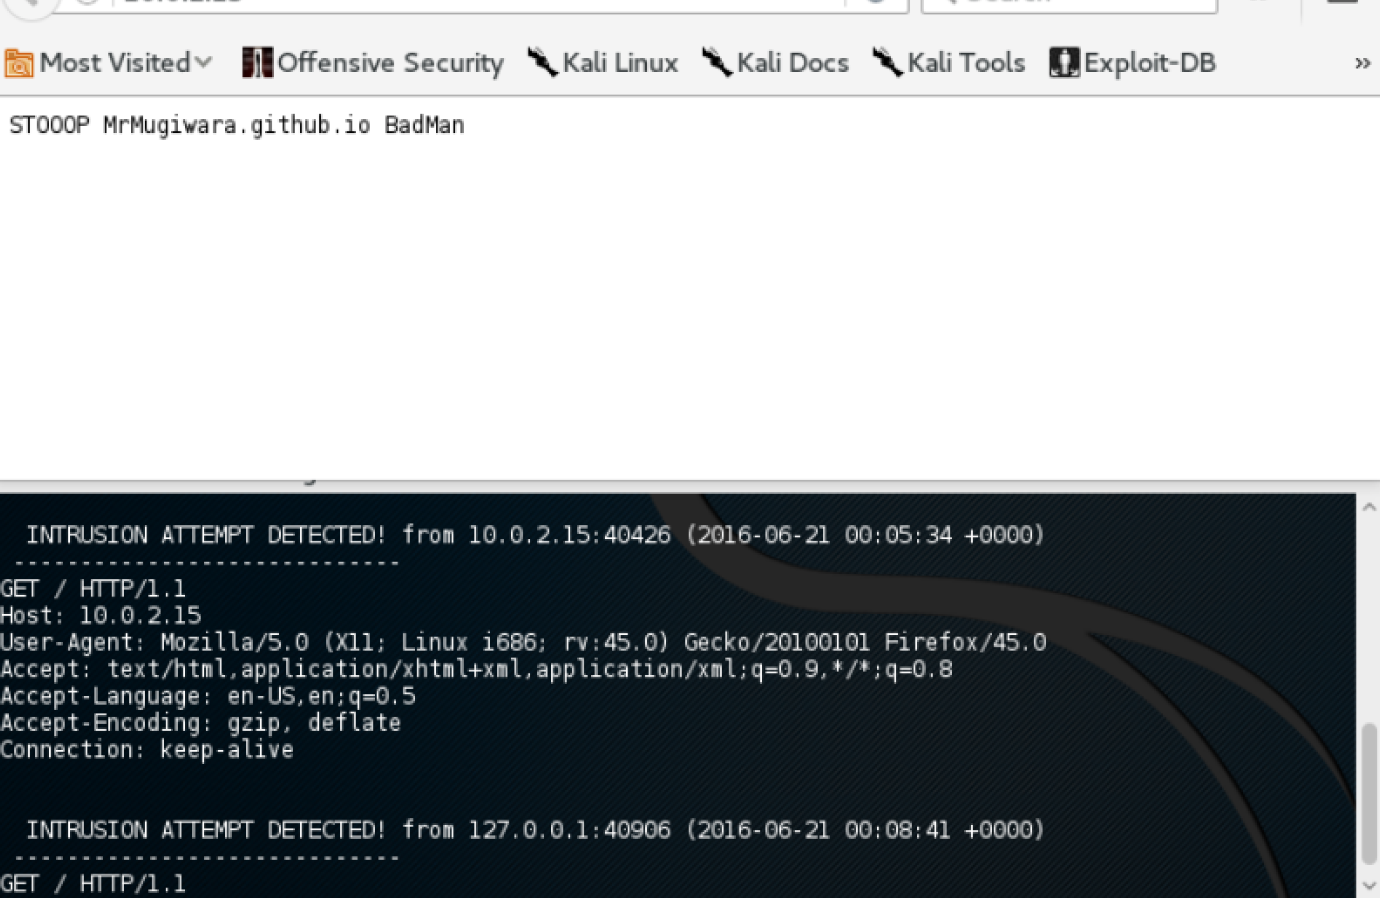 Most Visited Offensive Security Kali Linux Kali Docs Kali Tools Exploit-DB »
STOOOP MrMugiwara.github.io BadMan
INTRUSION ATTEMPT DETECTED! from 10.0.2.15:40426 (2016-06-21 00:05:34 +0000)
-----------------------------
GET / HTTP/1.1
Host: 10.0.2.15
User-Agent: Mozilla/5.0 (X11; Linux i686; rv:45.0) Gecko/20100101 Firefox/45.0
Accept: text/html,application/xhtml+xml,application/xml;q=0.9,*/*;q=0.8
Accept-Language: en-US,en;q=0.5
Accept-Encoding: gzip, deflate
Connection: keep-alive
INTRUSION ATTEMPT DETECTED! from 127.0.0.1:40906 (2016-06-21 00:08:41 +0000)
-----------------------------
GET / HTTP/1.1